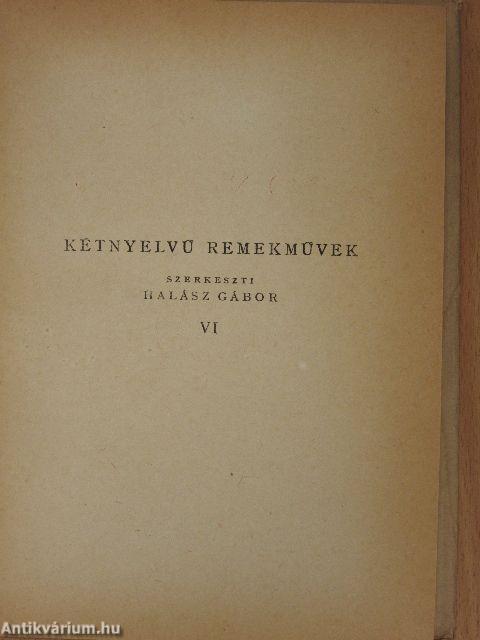 KÉTNYELVŰ REMEKMŰVEK
SZERKESZTI
HALÁSZ GÁBOR
VI
Antikvárium.hu